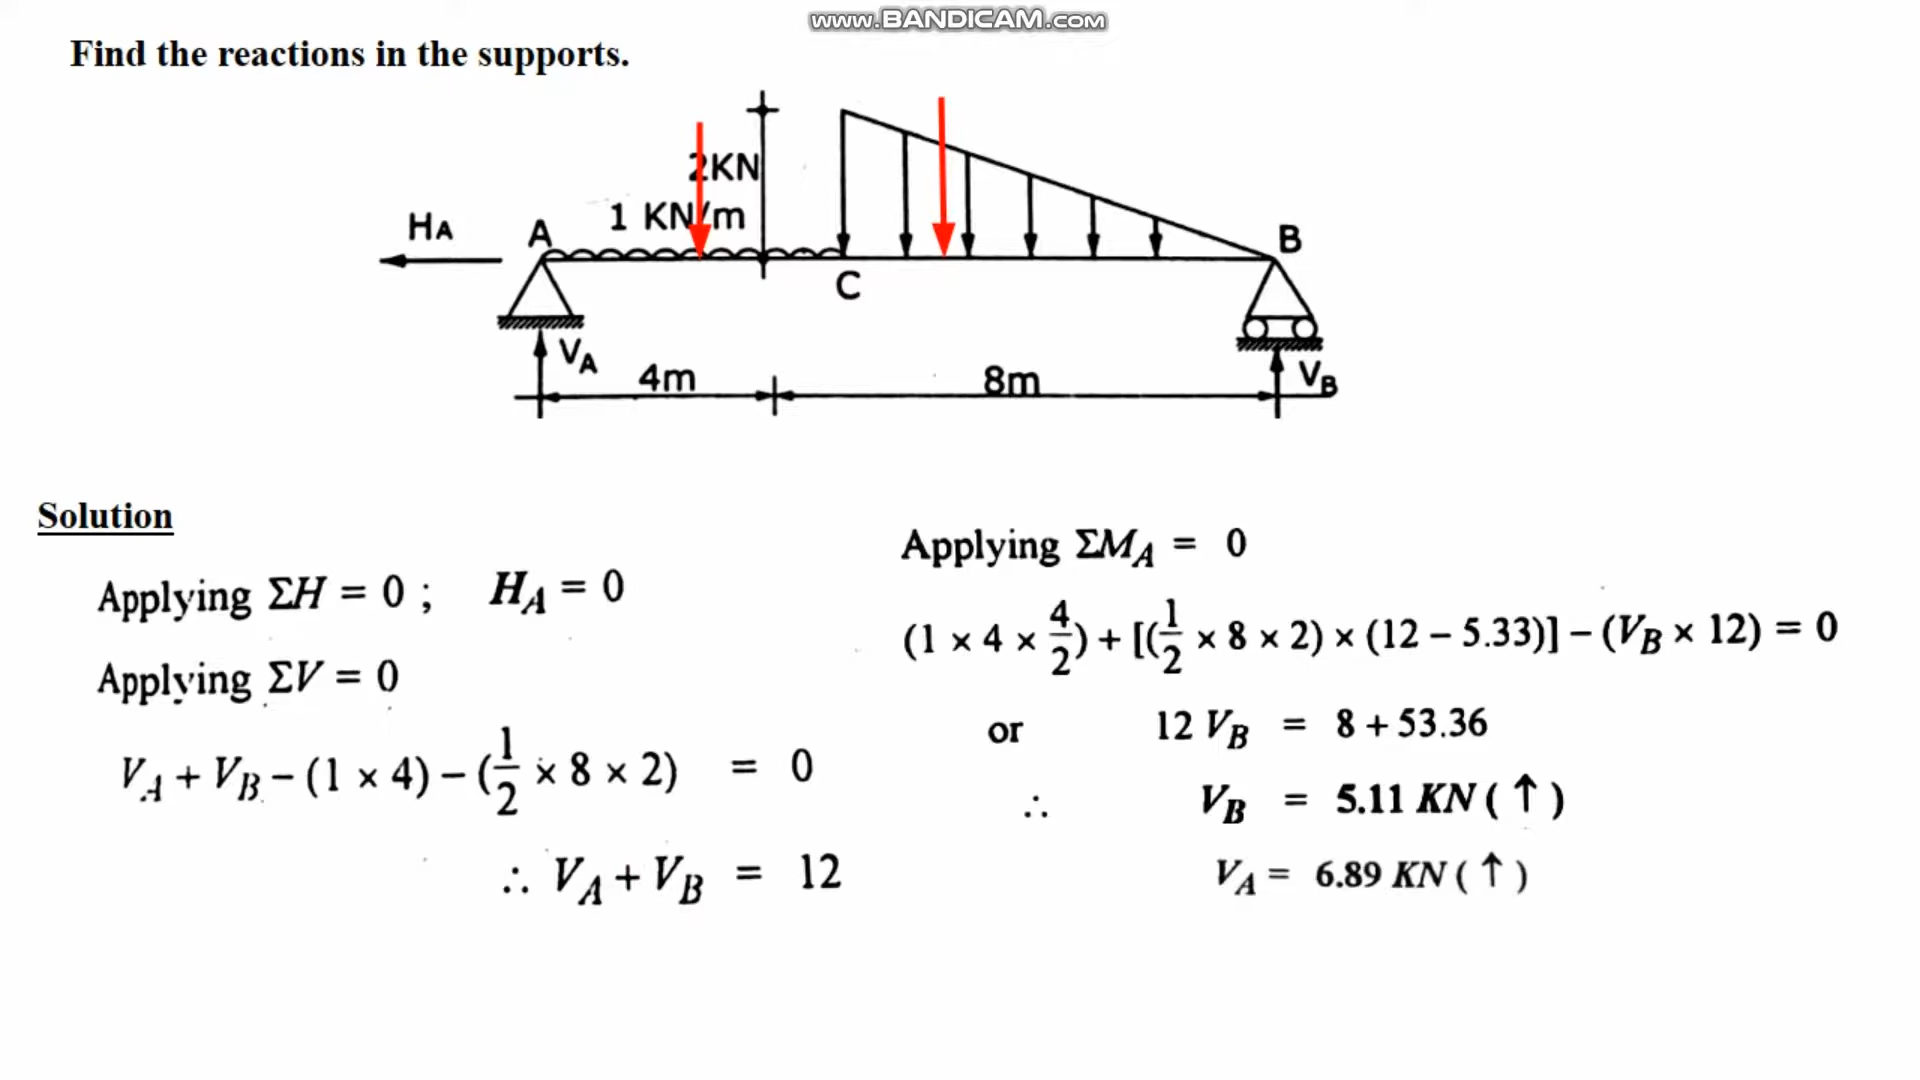 www.BANDICAM.com
Find the reactions in the supports.
2KN
1 KN/m
HA
A
B
C
VA
4m
8m
VB
Solution
Applying ΣH = 0 ; HA = 0
Applying ΣV = 0
VA + VB − (1 × 4) − (1/2 × 8 × 2) = 0
∴ VA + VB = 12
Applying ΣMA = 0
(1 × 4 × 4/2) + [(1/2 × 8 × 2) × (12 − 5.33)] − (VB × 12) = 0
or 12 VB = 8 + 53.36
∴ VB = 5.11 KN ( ↑ )
VA = 6.89 KN ( ↑ )